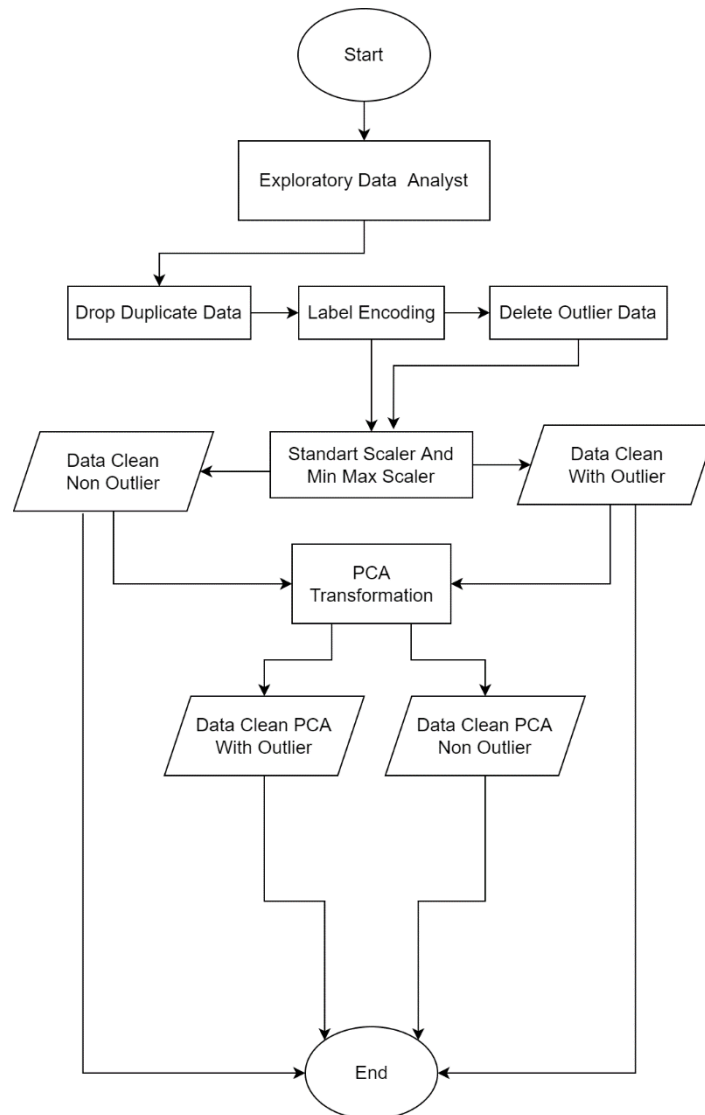 Start
Exploratory Data Analyst
Drop Duplicate Data
Label Encoding
Delete Outlier Data
Data Clean
Non Outlier
Standart Scaler And
Min Max Scaler
Data Clean
With Outlier
PCA
Transformation
Data Clean PCA
With Outlier
Data Clean PCA
Non Outlier
End